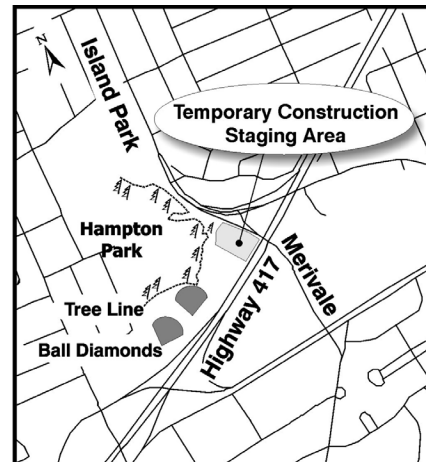 N
Island Park
Temporary Construction
Staging Area
Hampton
Park
Merivale
Highway 417
Tree Line
Ball Diamonds